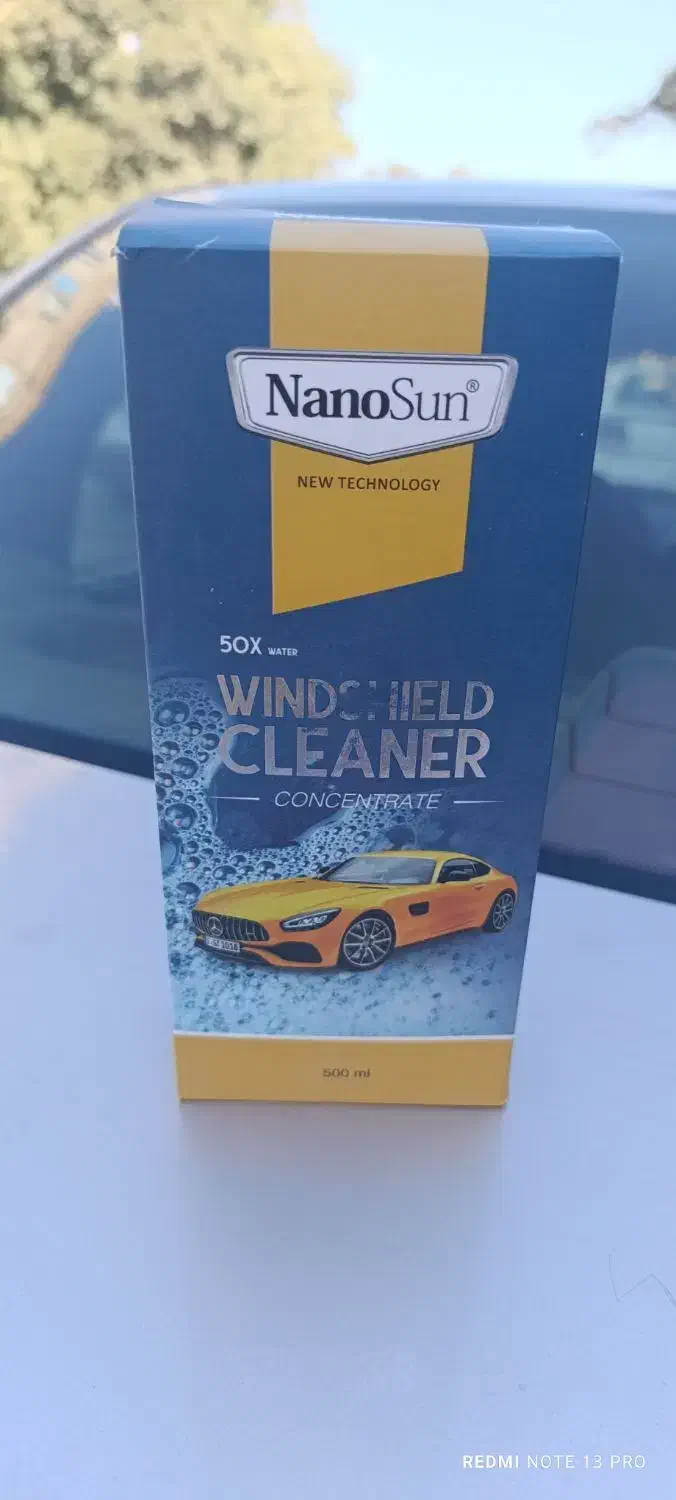 NanoSun®
NEW TECHNOLOGY
50X WATER
WINDSHIELD
CLEANER
CONCENTRATE
500 ml
REDMI NOTE 13 PRO